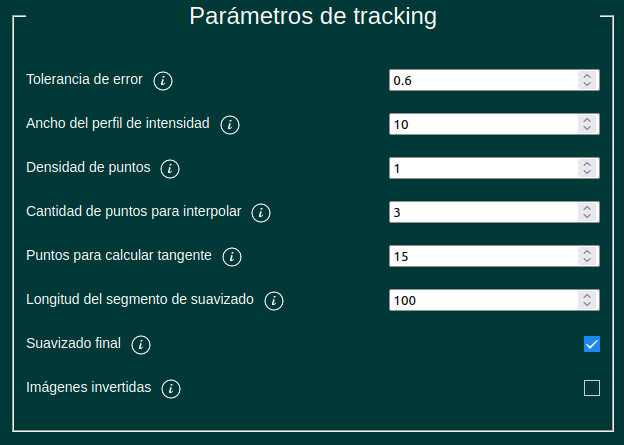 Parámetros de tracking
Tolerancia de error i 0.6
Ancho del perfil de intensidad i 10
Densidad de puntos i 1
Cantidad de puntos para interpolar i 3
Puntos para calcular tangente i 15
Longitud del segmento de suavizado i 100
Suavizado final i
Imágenes invertidas i